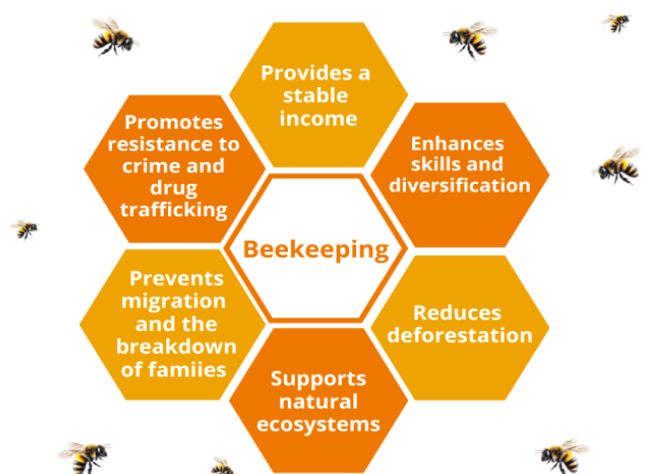 Provides a
stable
income
Promotes
resistance to
crime and
drug
trafficking
Enhances
skills and
diversification
Beekeeping
Prevents
migration
and the
breakdown
of famiies
Reduces
deforestation
Supports
natural
ecosystems